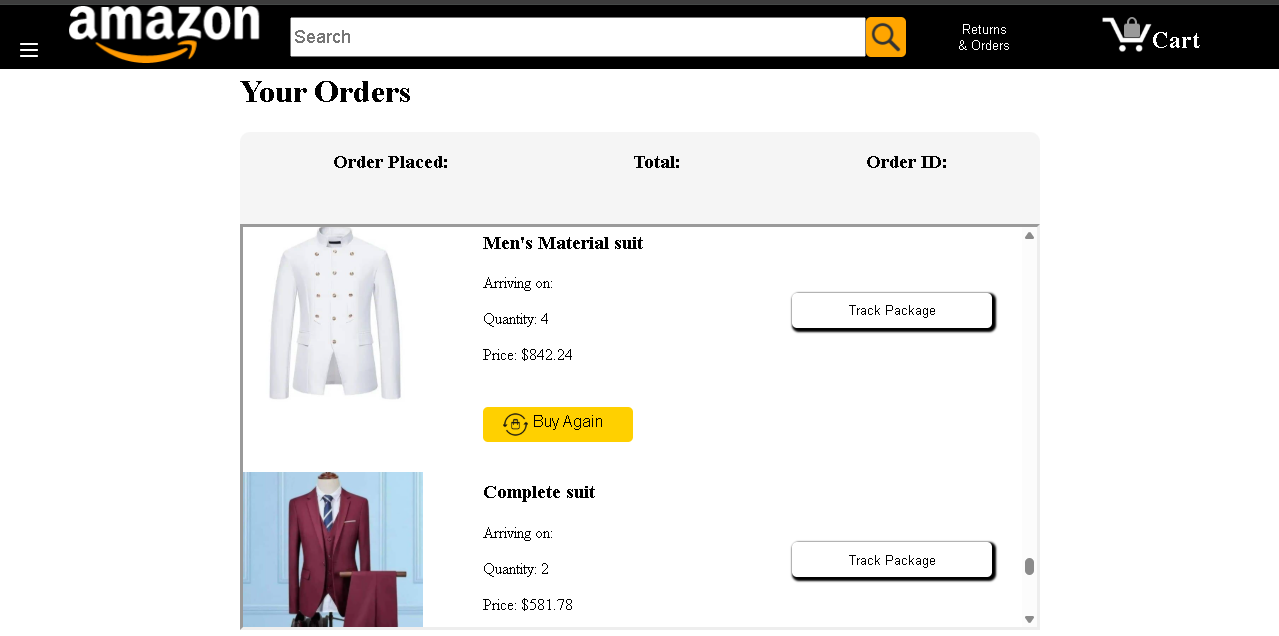 amazon
Search
Returns
& Orders
Cart
Your Orders
Order Placed:
Total:
Order ID:
Men's Material suit
Arriving on:
Quantity: 4
Price: $842.24
Track Package
Buy Again
Complete suit
Arriving on:
Quantity: 2
Price: $581.78
Track Package